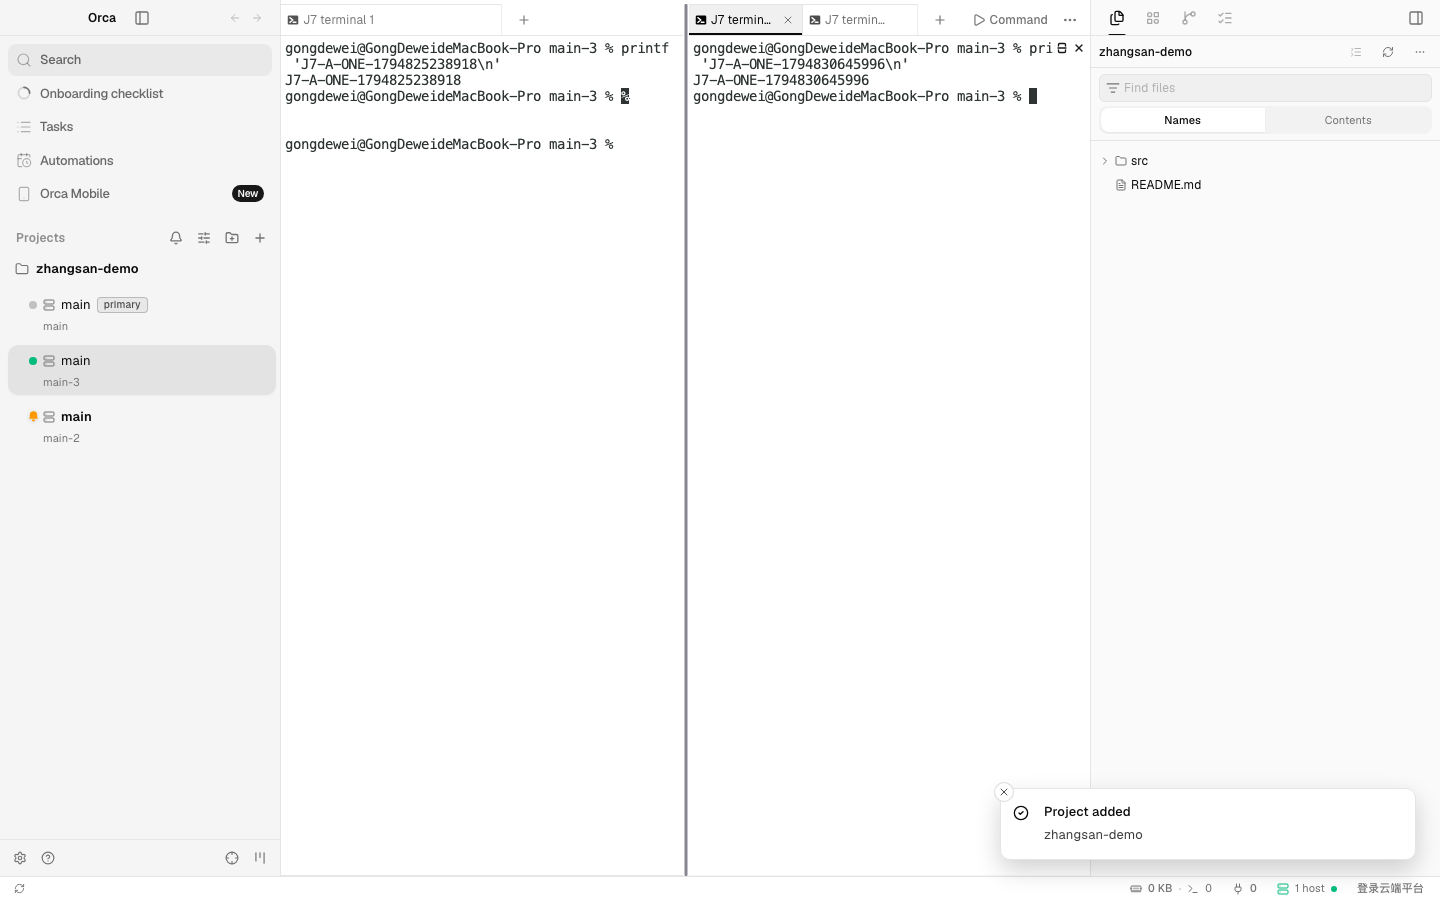 Orca
Search
Onboarding checklist
Tasks
Automations
Orca Mobile
New
Projects
zhangsan-demo
main primary
main
main
main-3
main
main-2
J7 terminal 1
gongdewei@GongDeweideMacBook-Pro main-3 % printf
'J7-A-ONE-1794825238918\n'
J7-A-ONE-1794825238918
gongdewei@GongDeweideMacBook-Pro main-3 % %
gongdewei@GongDeweideMacBook-Pro main-3 %
J7 termin...
J7 termin...
Command
gongdewei@GongDeweideMacBook-Pro main-3 % pri
'J7-A-ONE-1794830645996\n'
J7-A-ONE-1794830645996
gongdewei@GongDeweideMacBook-Pro main-3 %
zhangsan-demo
Find files
Names
Contents
src
README.md
Project added
zhangsan-demo
0 KB · 0
0
1 host
登录云端平台